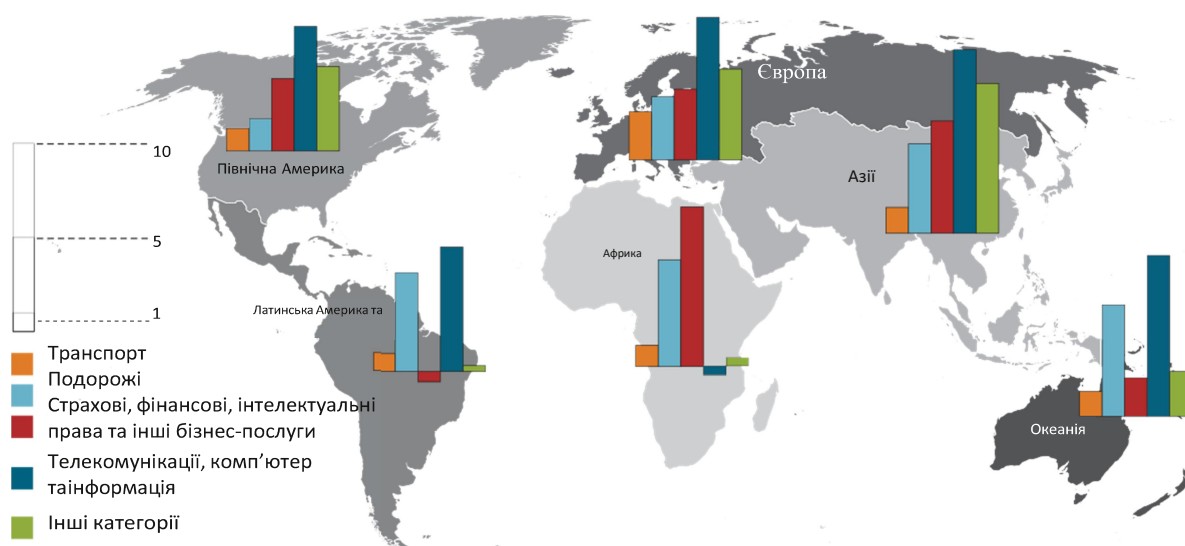 Європа
10
Північна Америка
Азії
5
Африка
1
Латинська Америка та
Транспорт
Подорожі
Страхові, фінансові, інтелектуальні
права та інші бізнес-послуги
Океанія
Телекомунікації, комп’ютер
таінформація
Інші категорії